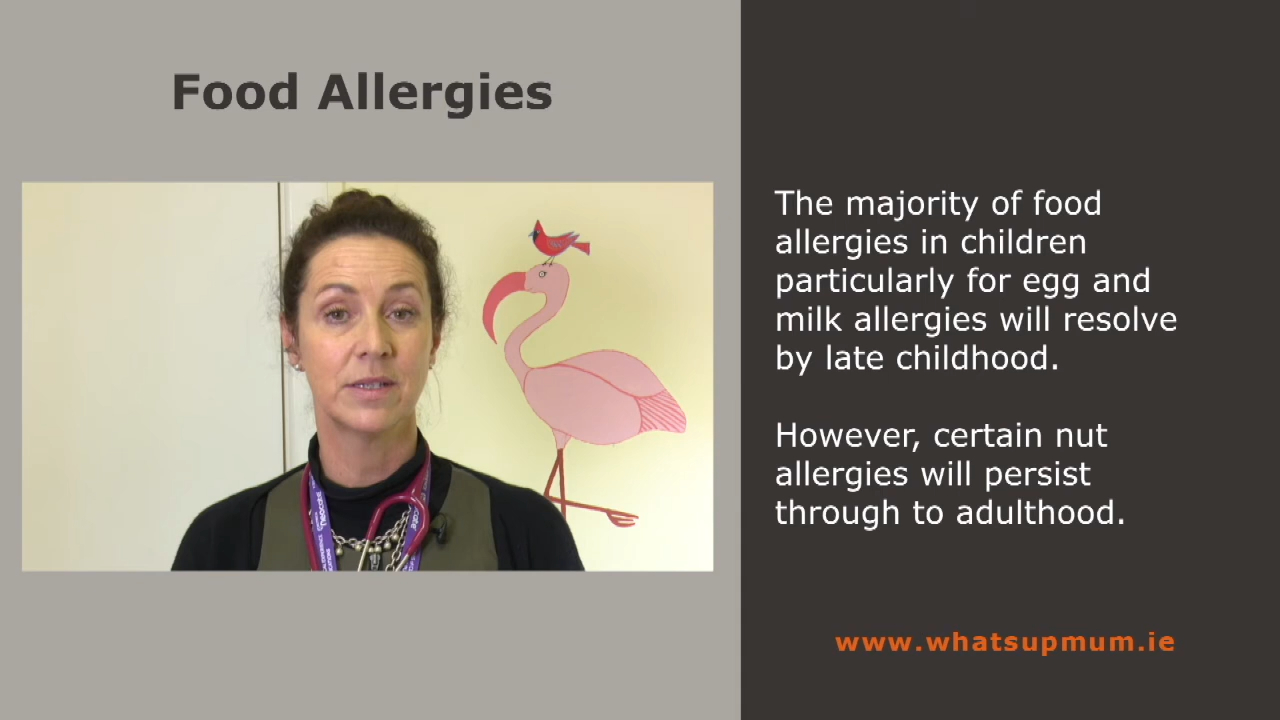 Food Allergies
The majority of food
allergies in children
particularly for egg and
milk allergies will resolve
by late childhood.
However, certain nut
allergies will persist
through to adulthood.
www.whatsupmum.ie
neocate